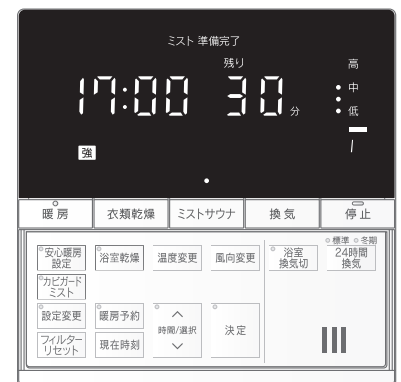 ミスト 準備完了
残り
17:00 30分
高
中
低
強
暖房 衣類乾燥 ミストサウナ 換気 停止
標準 冬期
安心暖房
設定
浴室乾燥 温度変更 風向変更
浴室
換気切
24時間
換気
カビガード
ミスト
設定変更 暖房予約
時間/選択
決定
フィルター
リセット
現在時刻